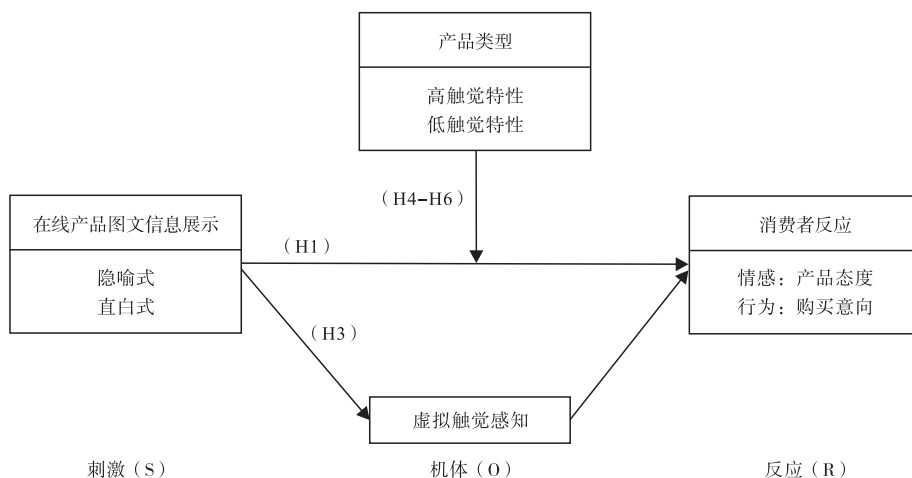 产品类型
高触觉特性
低触觉特性
（H4-H6）
在线产品图文信息展示
隐喻式
直白式
（H1）
（H3）
消费者反应
情感：产品态度
行为：购买意向
虚拟触觉感知
刺激（S）
机体（O）
反应（R）